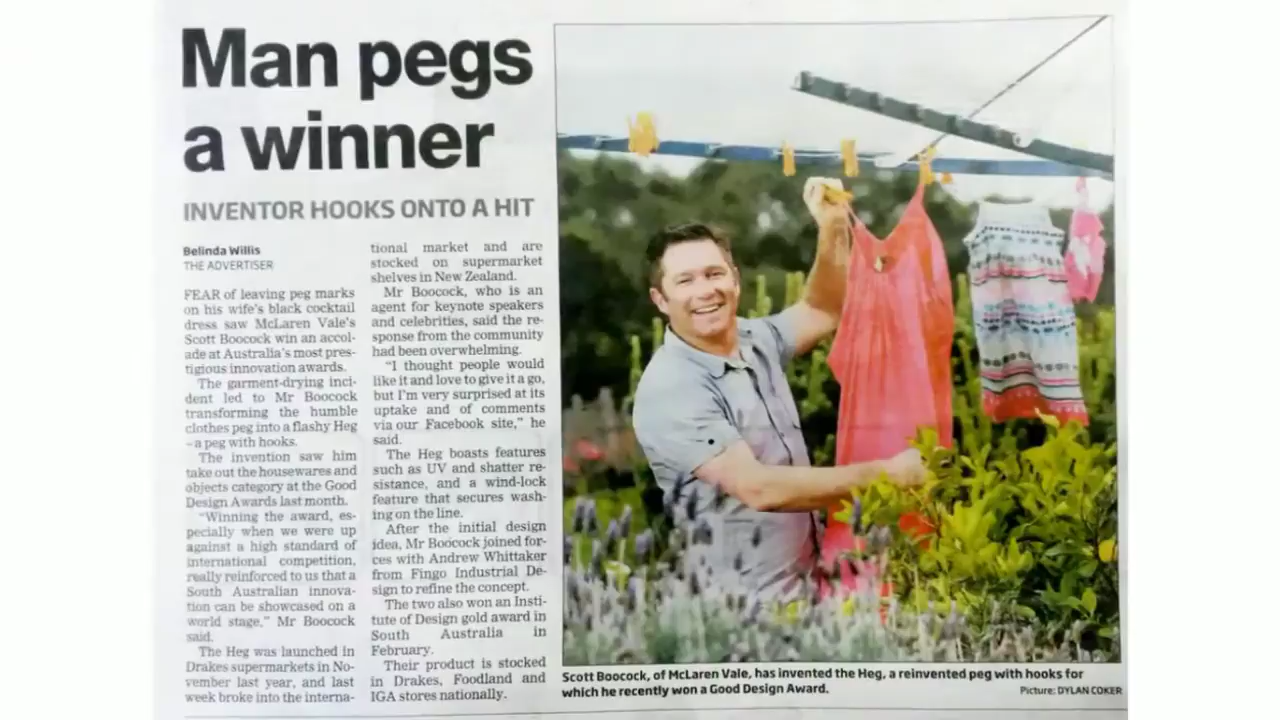 Man pegs
a winner
INVENTOR HOOKS ONTO A HIT
Belinda Willis
THE ADVERTISER
FEAR of leaving peg marks
on his wife's black cocktail
dress saw McLaren Vale's
Scott Boocock win an accol-
ade at Australia's most pres-
tigious innovation awards.
The garment-drying inci-
dent led to Mr Boocock
transforming the humble
clothes peg into a flashy Heg
– a peg with hooks.
The invention saw him
take out the housewares and
objects category at the Good
Design Awards last month.
"Winning the award, es-
pecially when we were up
against a high standard of
international competition,
really reinforced to us that a
South Australian innova-
tion can be showcased on a
world stage," Mr Boocock
said.
The Heg was launched in
Drakes supermarkets in No-
vember last year, and last
week broke into the interna-
tional market and are
stocked on supermarket
shelves in New Zealand.
Mr Boocock, who is an
agent for keynote speakers
and celebrities, said the re-
sponse from the community
had been overwhelming.
"I thought people would
like it and love to give it a go,
but I'm very surprised at its
uptake and of comments
via our Facebook site," he
said.
The Heg boasts features
such as UV and shatter re-
sistance, and a wind-lock
feature that secures wash-
ing on the line.
After the initial design
idea, Mr Boocock joined for-
ces with Andrew Whittaker
from Fingo Industrial De-
sign to refine the concept.
The two also won an Insti-
tute of Design gold award in
South Australia in
February.
Their product is stocked
in Drakes, Foodland and
IGA stores nationally.
Scott Boocock, of McLaren Vale, has invented the Heg, a reinvented peg with hooks for
which he recently won a Good Design Award.
Picture: DYLAN COKER